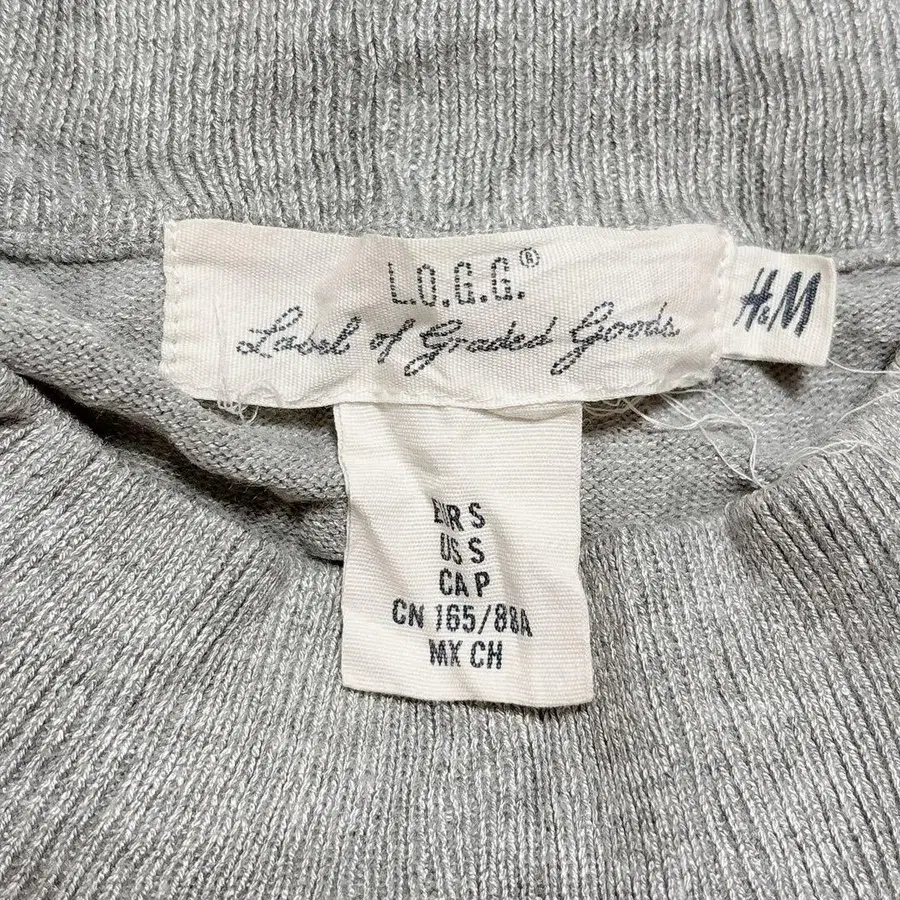 L.O.G.G.®
Label of Graded Goods
H&M
EUR S
US S
CA P
CN 165/88A
MX CH